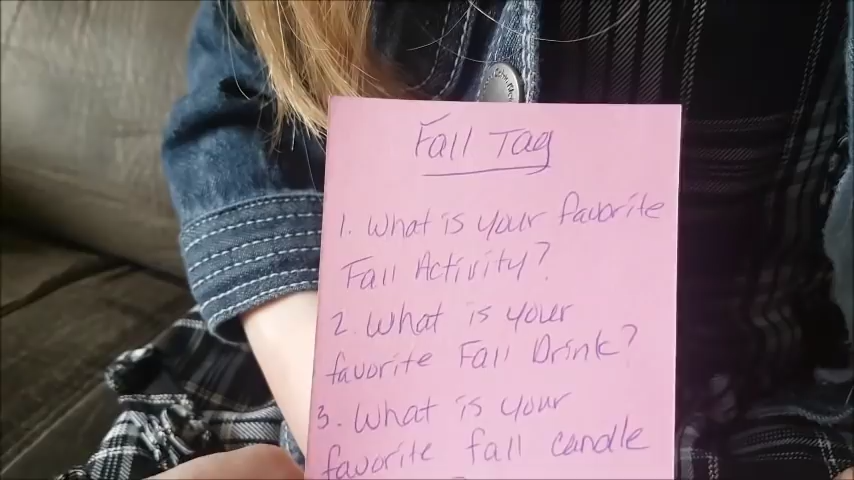 Fall Tag
1. What is your favorite
Fall Activity?
2. What is your
favorite Fall Drink?
3. What is your
favorite fall candle